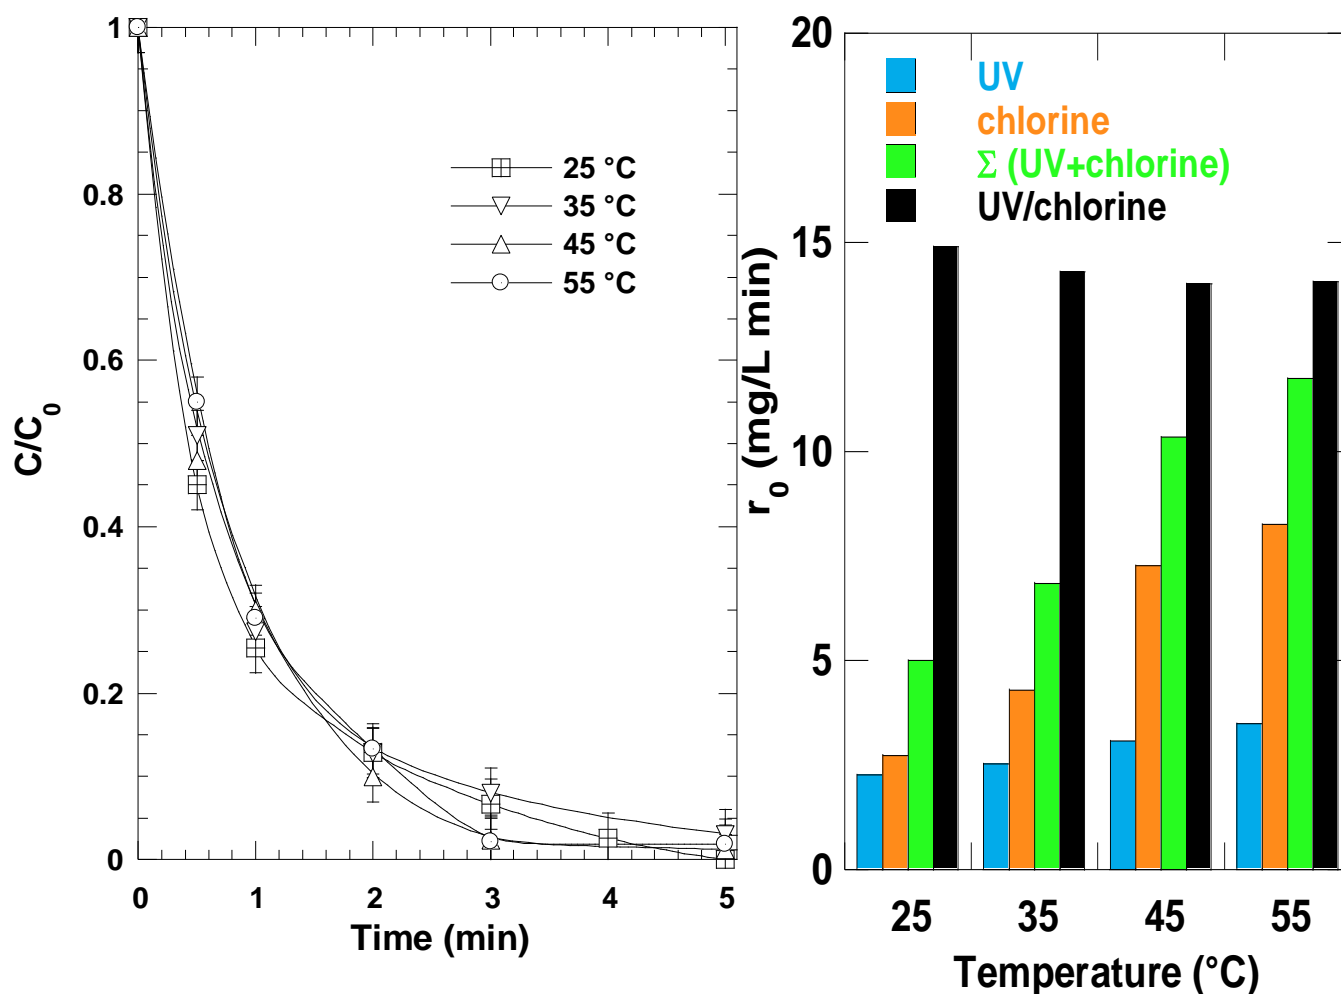 1
0.8
0.6
0.4
0.2
0
C/C0
25 °C
35 °C
45 °C
55 °C
0 1 2 3 4 5
Time (min)
20
15
10
5
0
r0 (mg/L min)
UV
chlorine
Σ (UV+chlorine)
UV/chlorine
25 35 45 55
Temperature (°C)